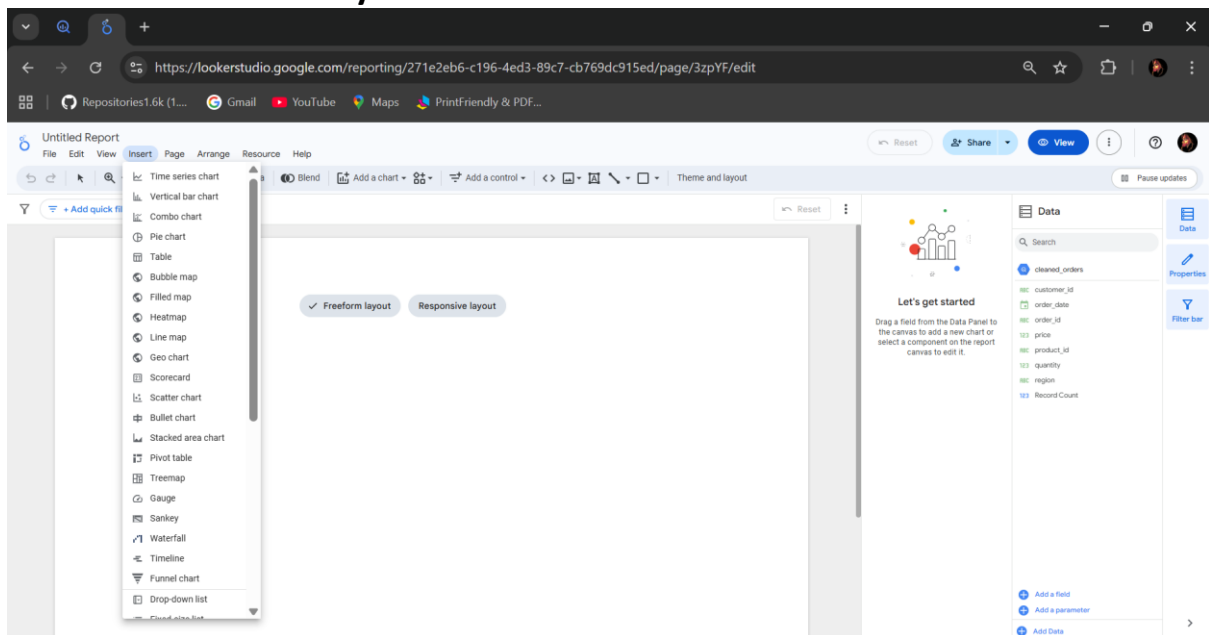 https://lookerstudio.google.com/reporting/271e2eb6-c196-4ed3-89c7-cb769dc915ed/page/3zpYF/edit
Repositories1.6k (1....
Gmail
YouTube
Maps
PrintFriendly & PDF...
Untitled Report
File Edit View Insert Page Arrange Resource Help
Reset
Share
View
Blend
Add a chart
Add a control
Theme and layout
Pause updates
+ Add quick fil
Reset
Time series chart
Vertical bar chart
Combo chart
Pie chart
Table
Bubble map
Filled map
Heatmap
Line map
Geo chart
Scorecard
Scatter chart
Bullet chart
Stacked area chart
Pivot table
Treemap
Gauge
Sankey
Waterfall
Timeline
Funnel chart
Drop-down list
Freeform layout
Responsive layout
Let's get started
Drag a field from the Data Panel to
the canvas to add a new chart or
select a component on the report
canvas to edit it.
Data
Search
cleaned_orders
ABC customer_id
order_date
ABC order_id
123 price
ABC product_id
123 quantity
ABC region
123 Record Count
Add a field
Add a parameter
Add Data
Data
Properties
Filter bar